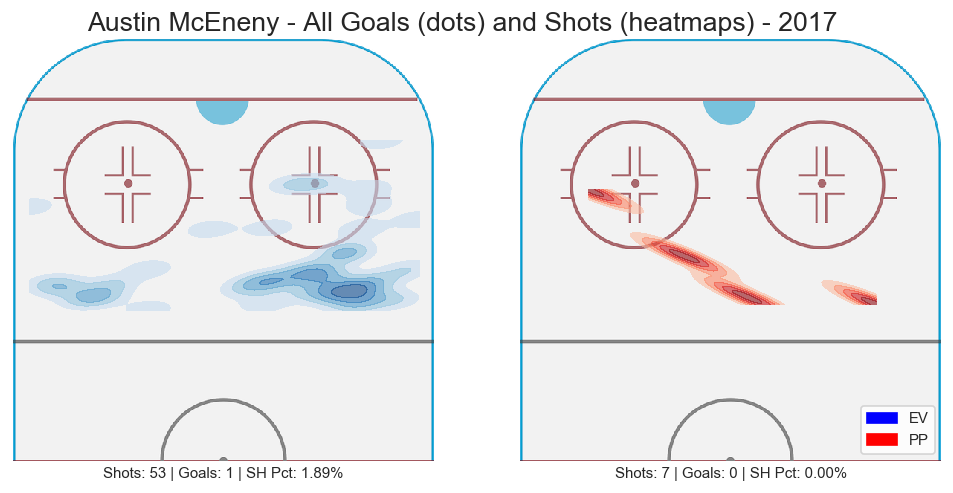 Austin McEneny - All Goals (dots) and Shots (heatmaps) - 2017
EV
PP
Shots: 53 | Goals: 1 | SH Pct: 1.89%
Shots: 7 | Goals: 0 | SH Pct: 0.00%